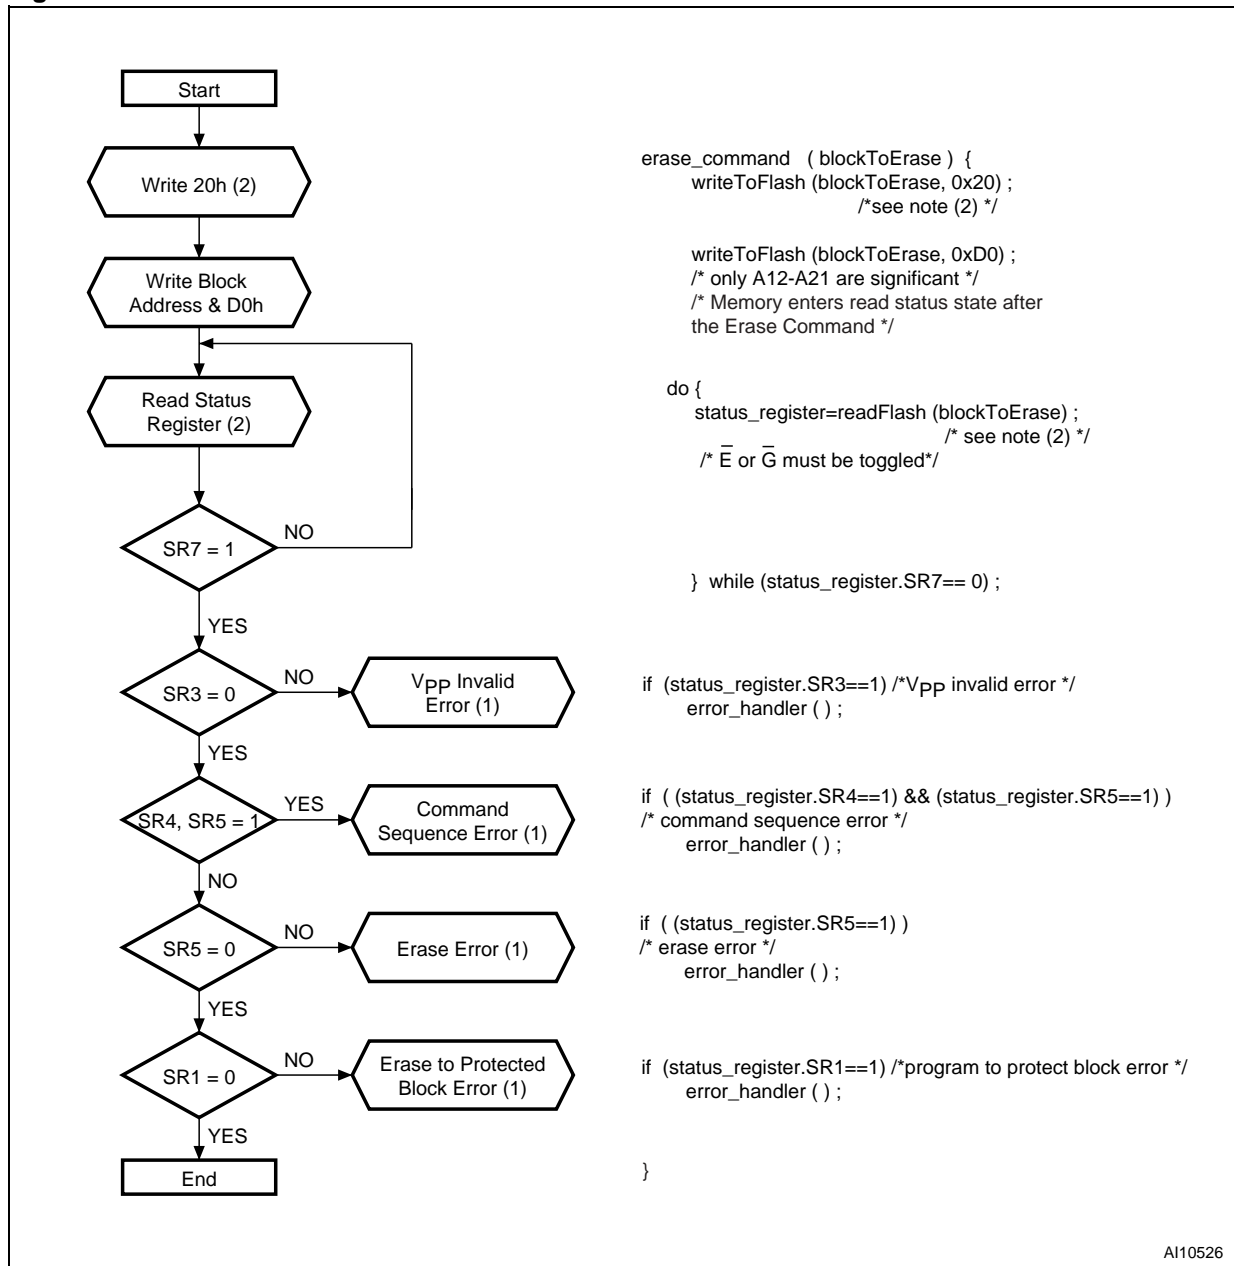 Start
Write 20h (2)
Write Block
Address & D0h
Read Status
Register (2)
SR7 = 1
NO
YES
SR3 = 0
NO
VPP Invalid
Error (1)
YES
SR4, SR5 = 1
YES
Command
Sequence Error (1)
NO
SR5 = 0
NO
Erase Error (1)
YES
SR1 = 0
NO
Erase to Protected
Block Error (1)
YES
End
erase_command ( blockToErase ) {
writeToFlash (blockToErase, 0x20) ;
/*see note (2) */
writeToFlash (blockToErase, 0xD0) ;
/* only A12-A21 are significant */
/* Memory enters read status state after
the Erase Command */
do {
status_register=readFlash (blockToErase) ;
/* see note (2) */
/* E̅ or G̅ must be toggled*/
} while (status_register.SR7== 0) ;
if (status_register.SR3==1) /*VPP invalid error */
error_handler ( ) ;
if ( (status_register.SR4==1) && (status_register.SR5==1) )
/* command sequence error */
error_handler ( ) ;
if ( (status_register.SR5==1) )
/* erase error */
error_handler ( ) ;
if (status_register.SR1==1) /*program to protect block error */
error_handler ( ) ;
}
AI10526